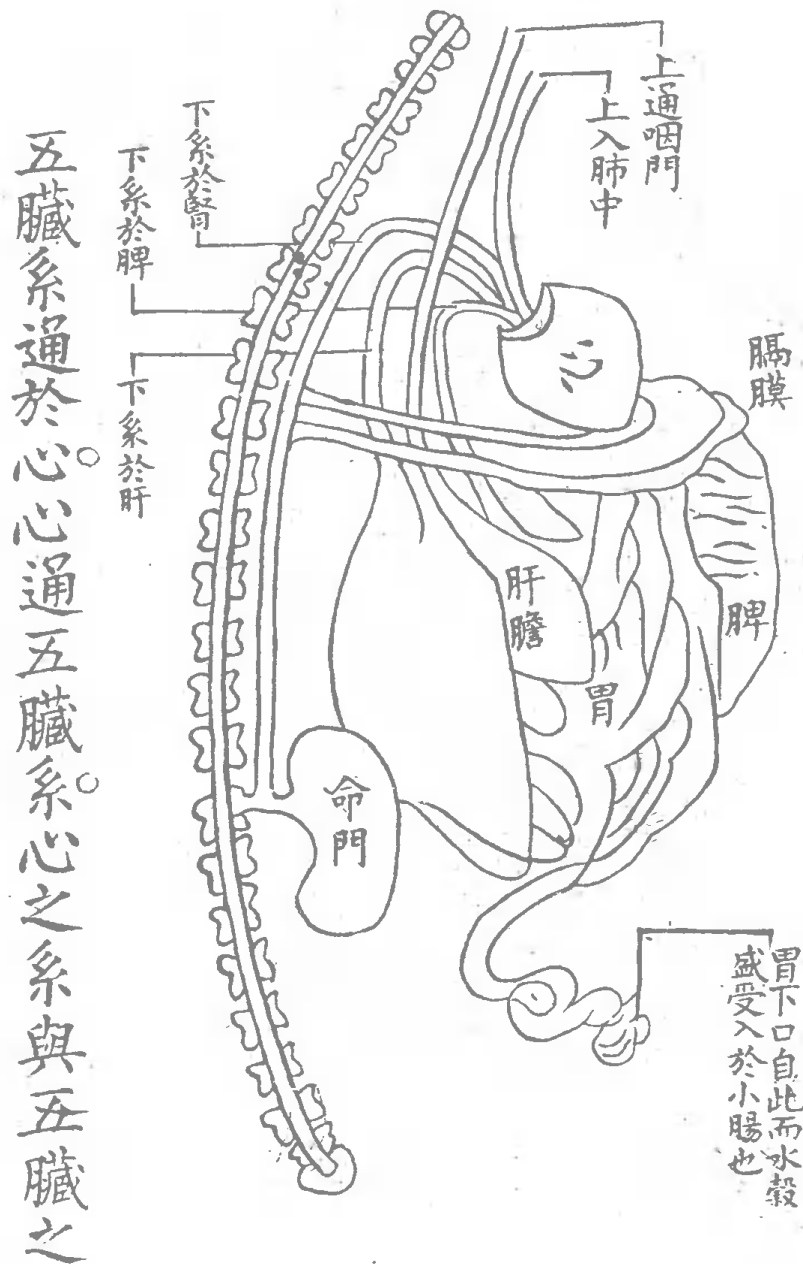 上通咽門
上入肺中
心
膈膜
脾
肝膽
胃
命門
胃下口自此而水穀
盛受入於小腸也
下系於腎
下系於脾
下系於肝
五臟系通於心。心通五臟系。心之系與五臟之